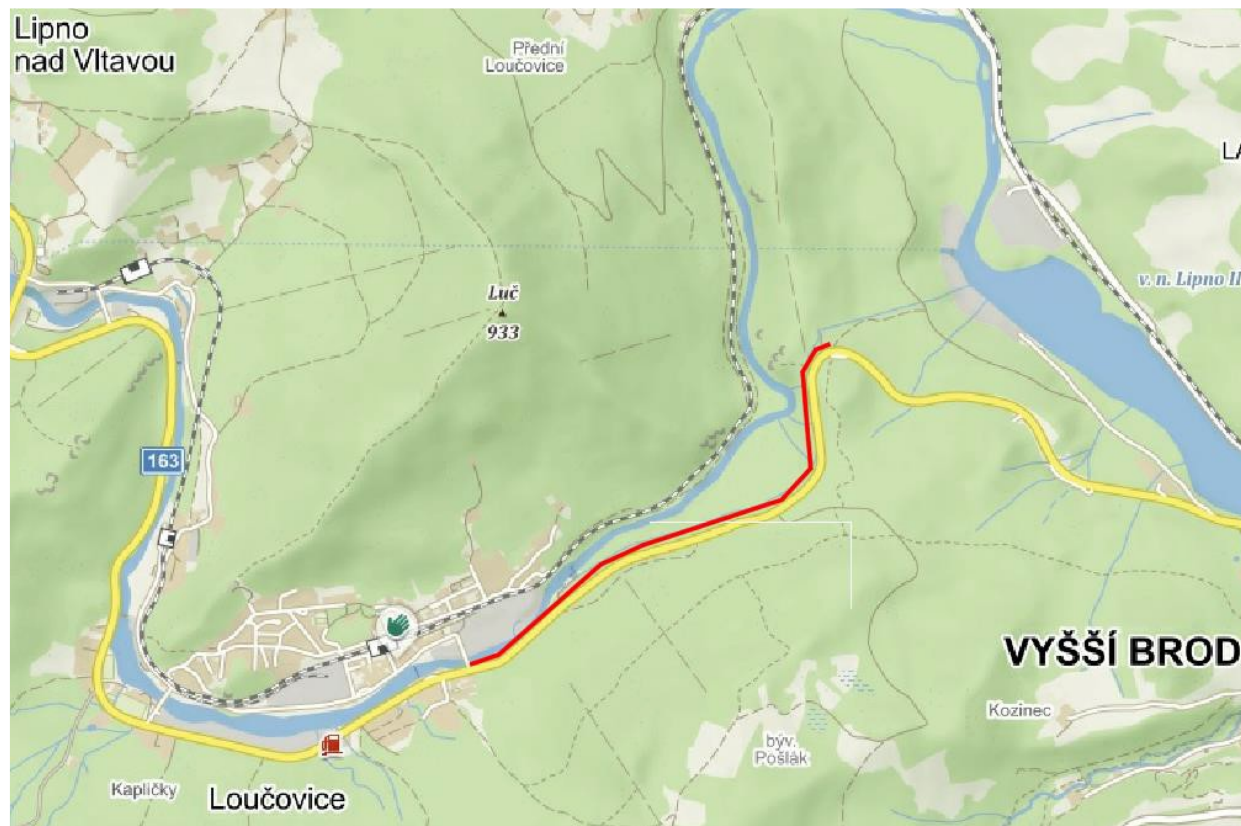 Lipno
nad Vltavou
Přední
Loučovice
LA
v. n. Lipno II
Luč
933
163
VYŠŠÍ BROD
Kozinec
býv.
Pošlák
Kapličky
Loučovice